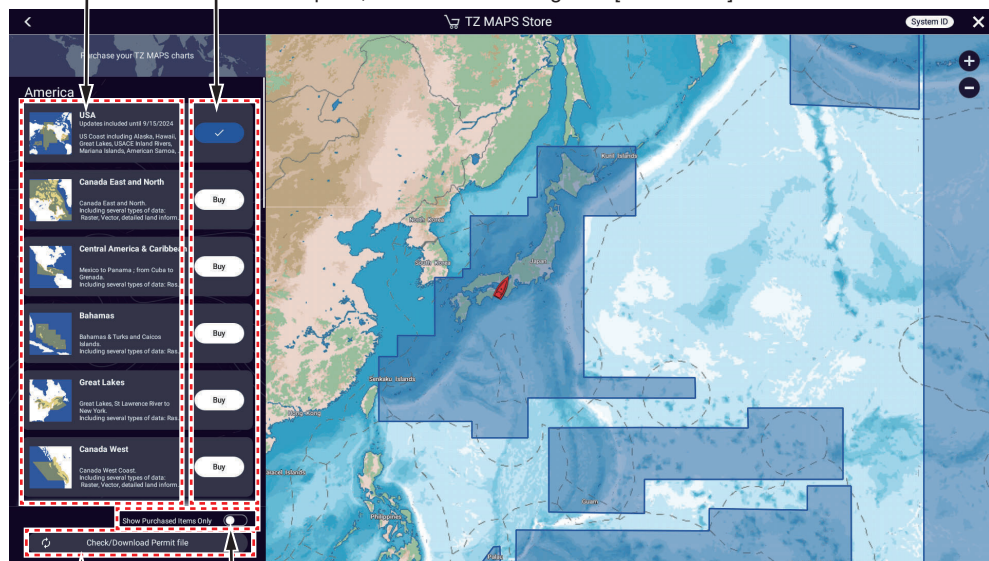 TZ MAPS Store
System ID
Purchase your TZ MAPS charts
America
USA
Updates included until 9/15/2024
US Coast including Alaska, Hawaii,
Great Lakes, USACE Inland Rivers,
Mariana Islands, American Samoa,
Canada East and North
Canada East and North.
Including several types of data:
Raster, Vector, detailed land inform
Buy
Central America & Caribbe
Mexico to Panama ; from Cuba to
Grenada.
Including several types of data: Ras
Buy
Bahamas
Bahamas & Turks and Caicos
Islands.
Including several types of data: Ras
Buy
Great Lakes
Great Lakes, St Lawrence River to
New York.
Including several types of data: Ras
Buy
Canada West
Canada West Coast.
Including several types of data:
Raster, Vector, detailed land inform
Buy
Show Purchased Items Only
Check/Download Permit file
Kuril Islands
North Korea
South Korea
Japan
Senkaku Islands
Hong Kong
Paracel Islands
Philippines
Guam
Palau